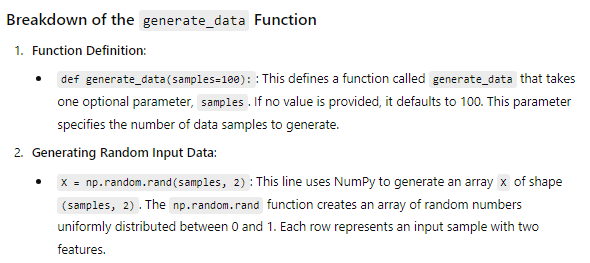 Breakdown of the generate_data Function
1. Function Definition:
• def generate_data(samples=100): : This defines a function called generate_data that takes
one optional parameter, samples . If no value is provided, it defaults to 100. This parameter
specifies the number of data samples to generate.
2. Generating Random Input Data:
• X = np.random.rand(samples, 2) : This line uses NumPy to generate an array X of shape
(samples, 2) . The np.random.rand function creates an array of random numbers
uniformly distributed between 0 and 1. Each row represents an input sample with two
features.